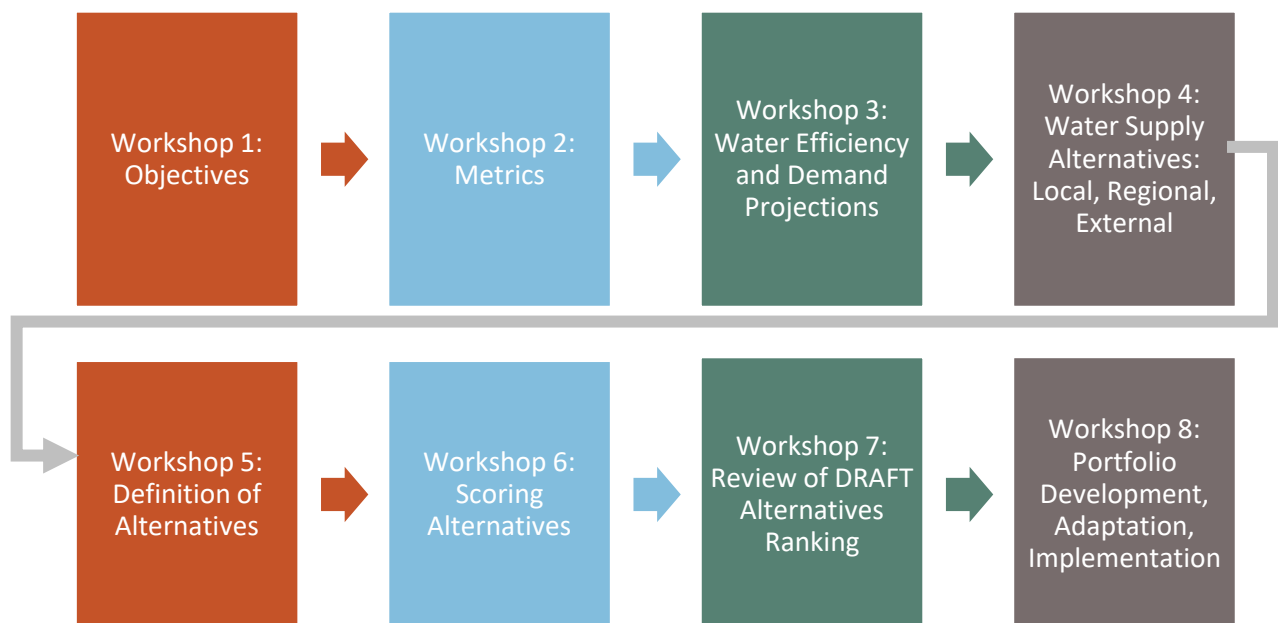 Workshop 1:
Objectives
Workshop 2:
Metrics
Workshop 3:
Water Efficiency
and Demand
Projections
Workshop 4:
Water Supply
Alternatives:
Local, Regional,
External
Workshop 5:
Definition of
Alternatives
Workshop 6:
Scoring
Alternatives
Workshop 7:
Review of DRAFT
Alternatives
Ranking
Workshop 8:
Portfolio
Development,
Adaptation,
Implementation